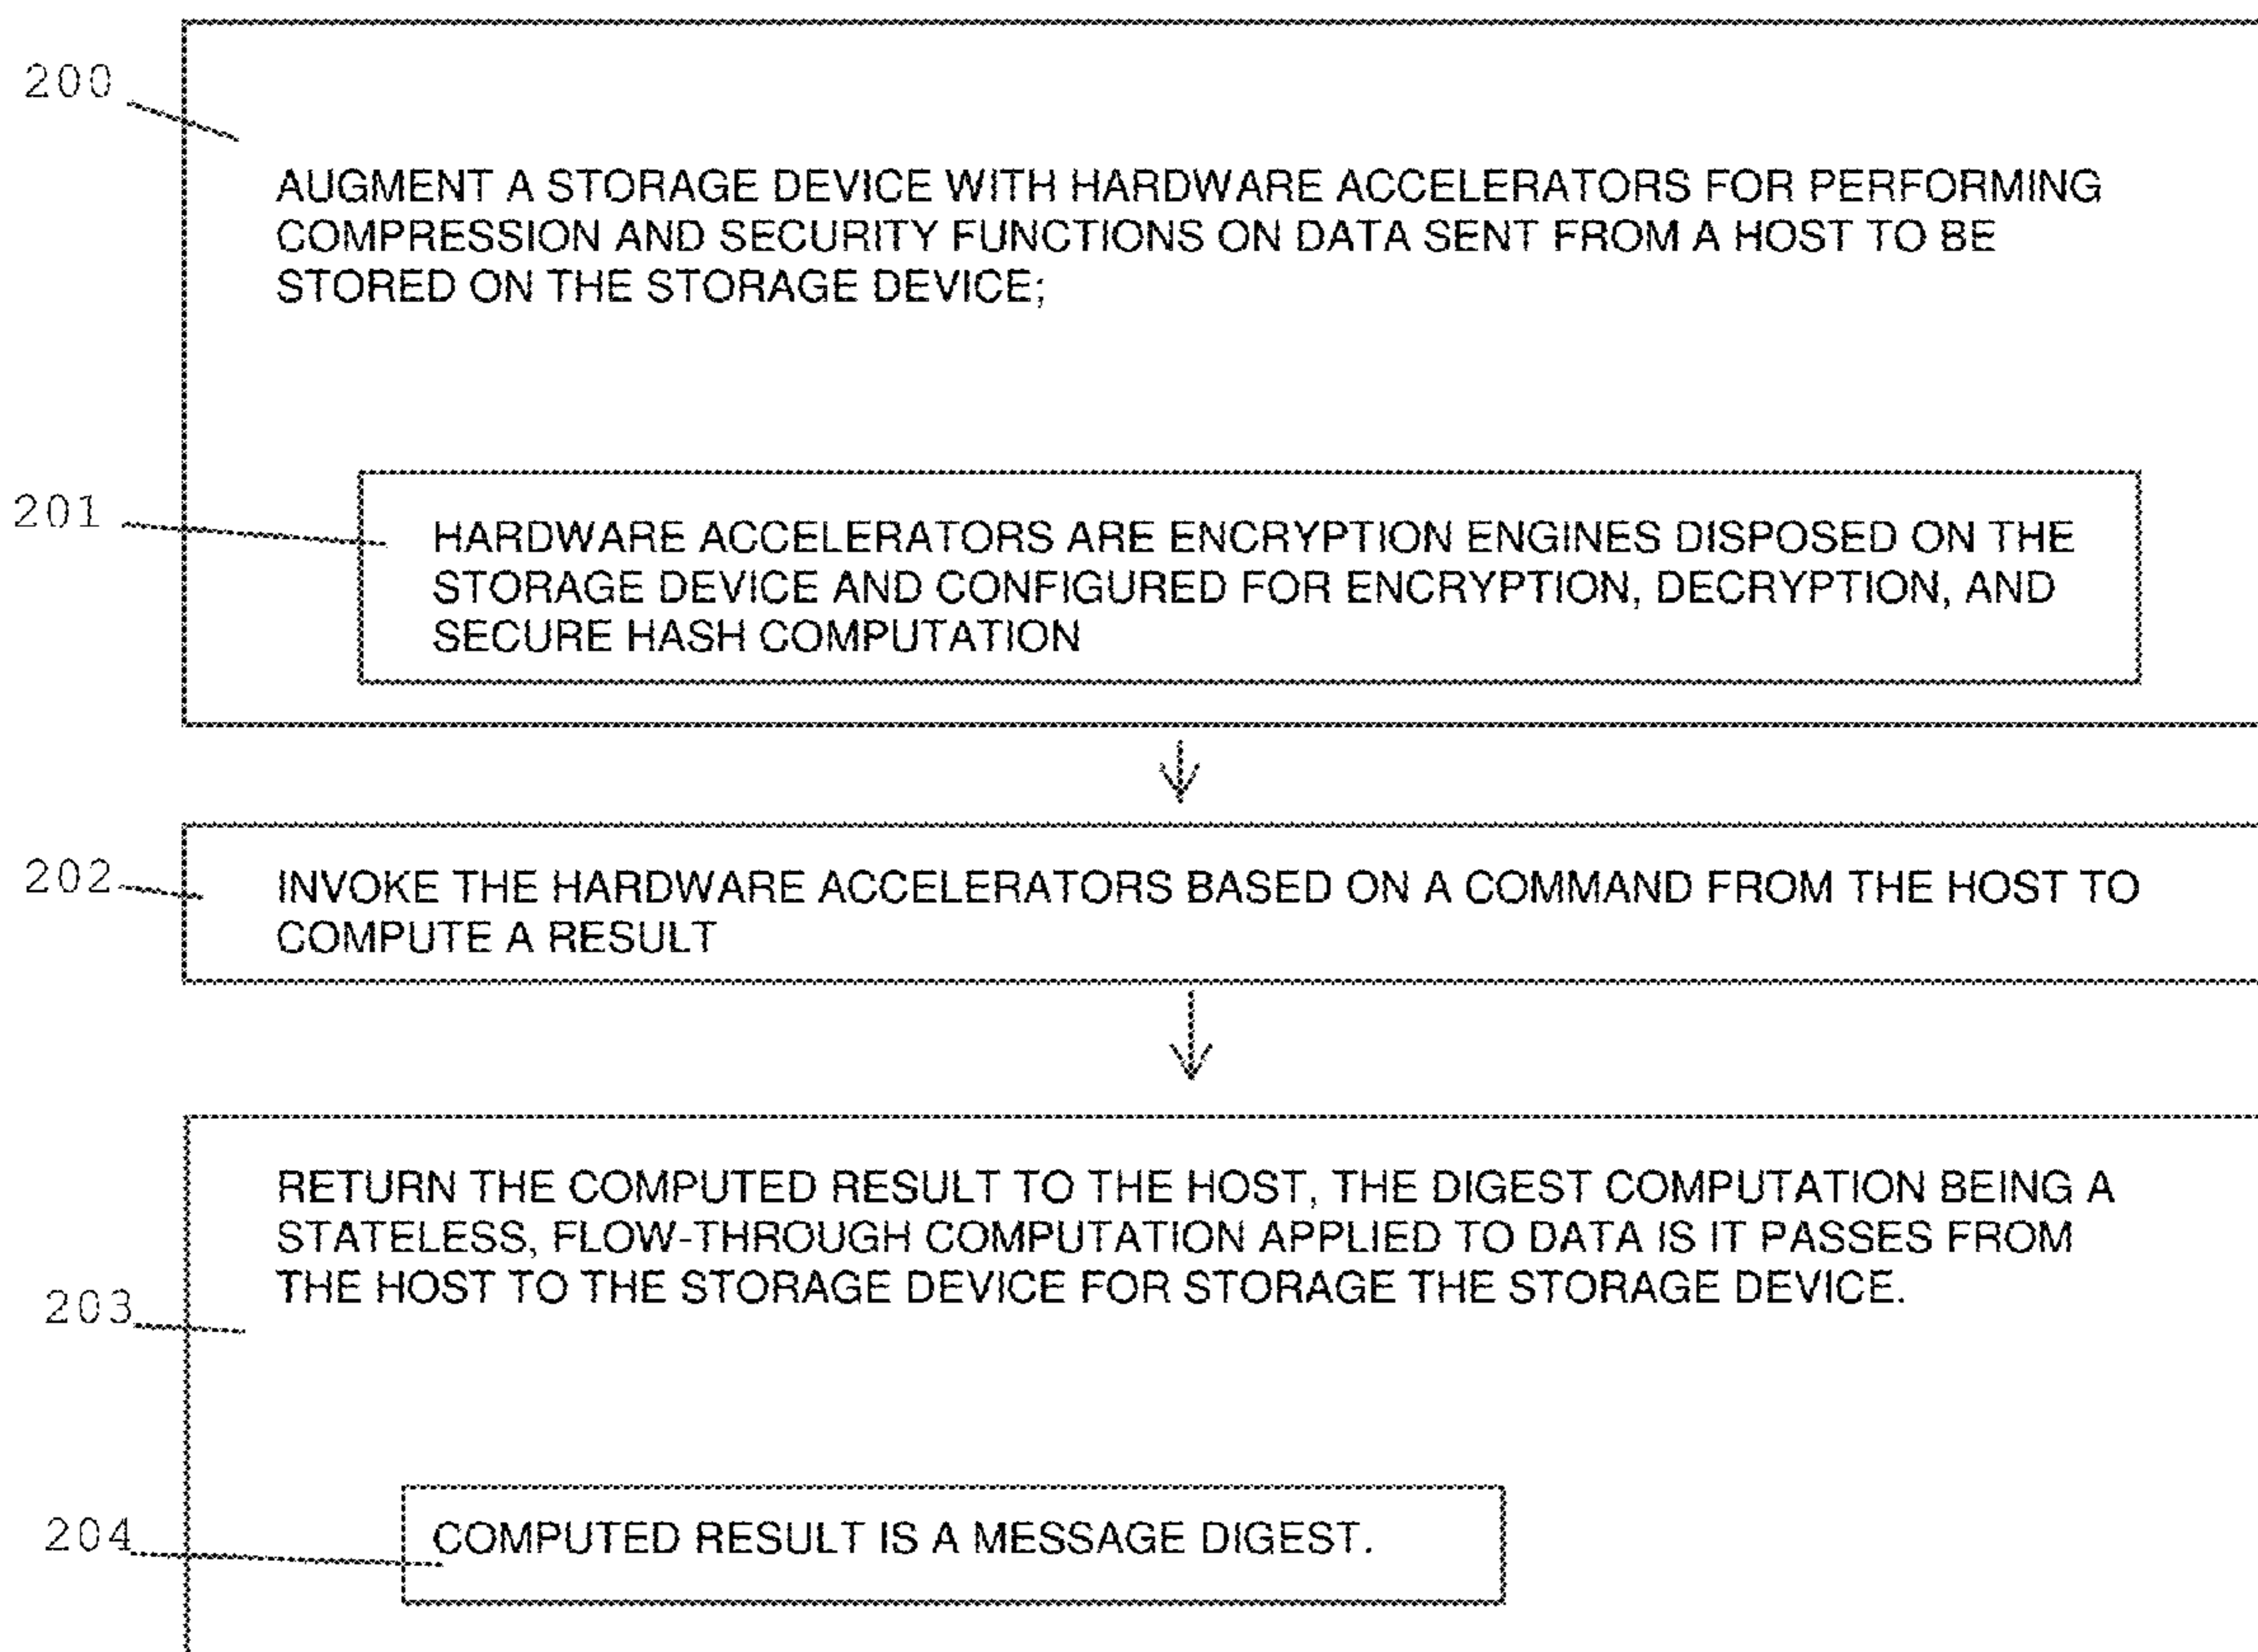 200
AUGMENT A STORAGE DEVICE WITH HARDWARE ACCELERATORS FOR PERFORMING
COMPRESSION AND SECURITY FUNCTIONS ON DATA SENT FROM A HOST TO BE
STORED ON THE STORAGE DEVICE;
201
HARDWARE ACCELERATORS ARE ENCRYPTION ENGINES DISPOSED ON THE
STORAGE DEVICE AND CONFIGURED FOR ENCRYPTION, DECRYPTION, AND
SECURE HASH COMPUTATION
202
INVOKE THE HARDWARE ACCELERATORS BASED ON A COMMAND FROM THE HOST TO
COMPUTE A RESULT
RETURN THE COMPUTED RESULT TO THE HOST, THE DIGEST COMPUTATION BEING A
STATELESS, FLOW-THROUGH COMPUTATION APPLIED TO DATA IS IT PASSES FROM
THE HOST TO THE STORAGE DEVICE FOR STORAGE THE STORAGE DEVICE.
203
204
COMPUTED RESULT IS A MESSAGE DIGEST.